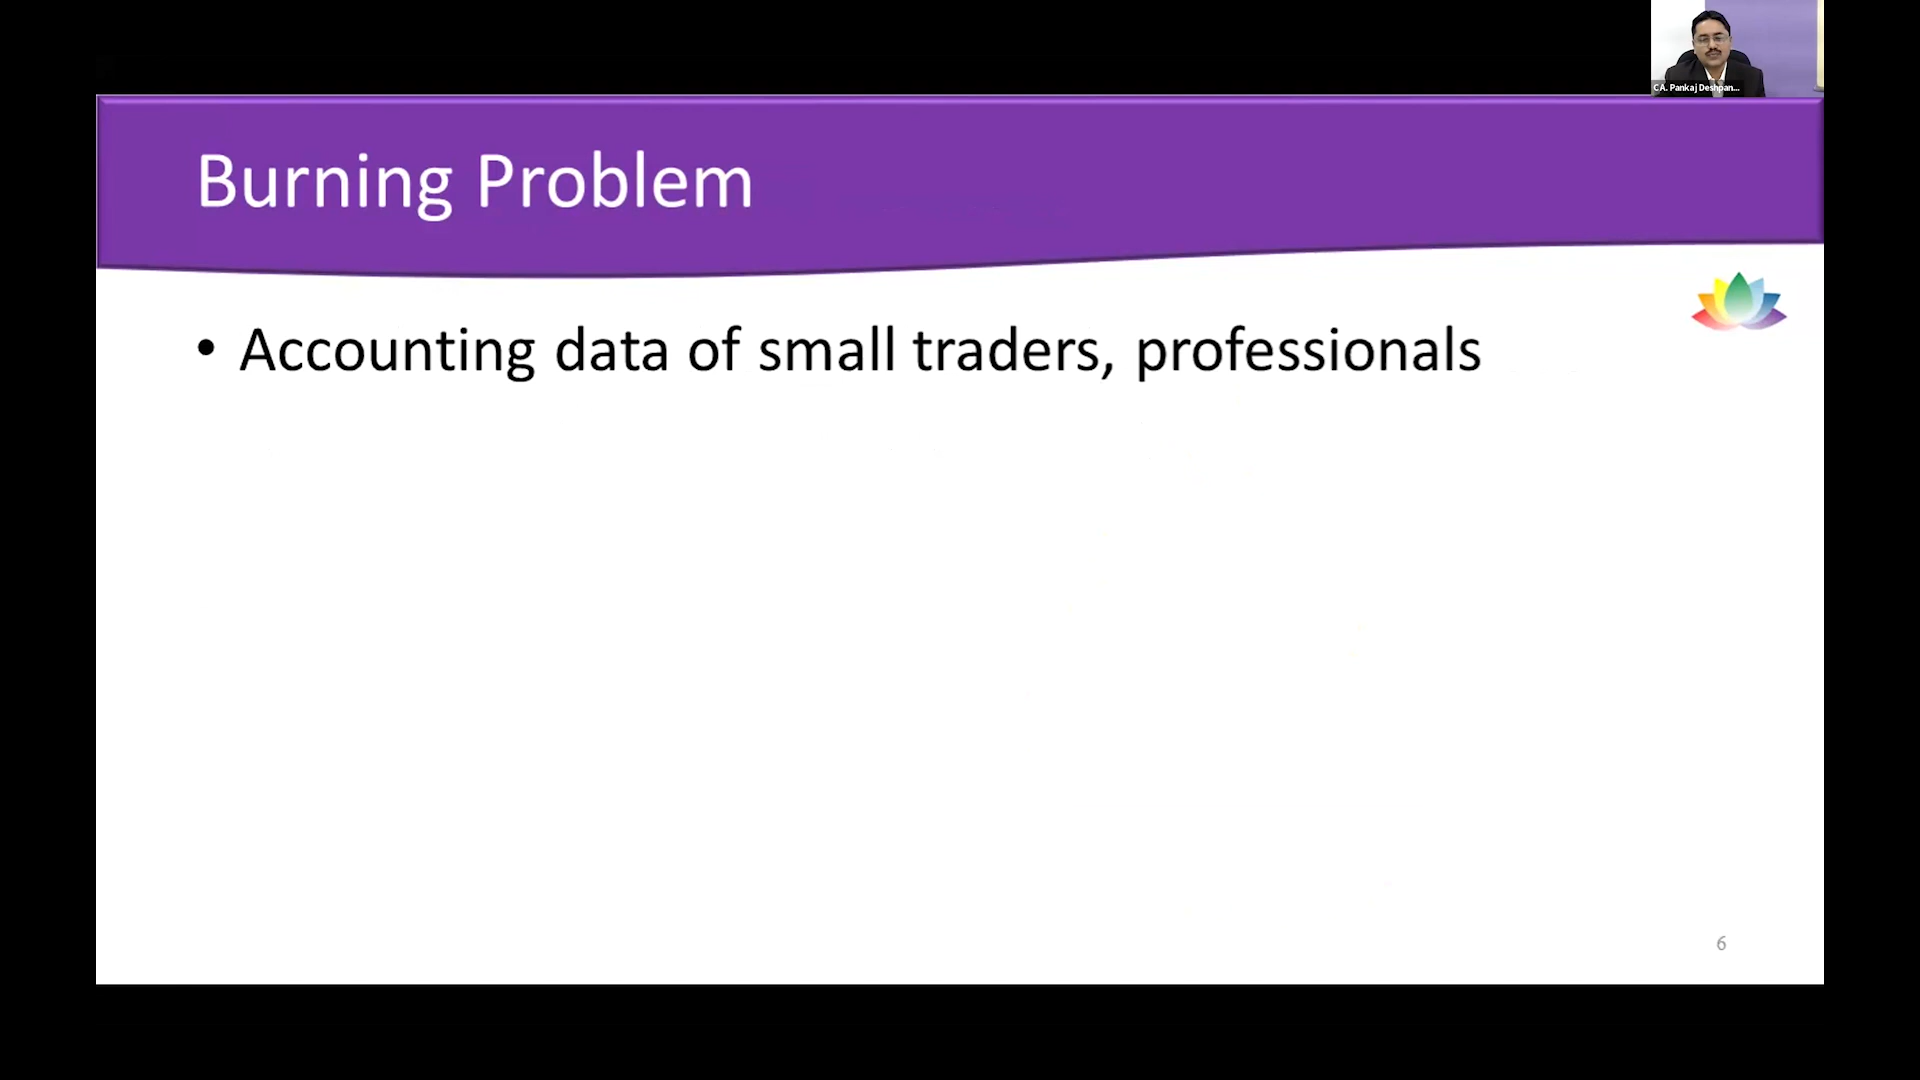 CA. Pankaj Deshpan...
Burning Problem
• Accounting data of small traders, professionals
6